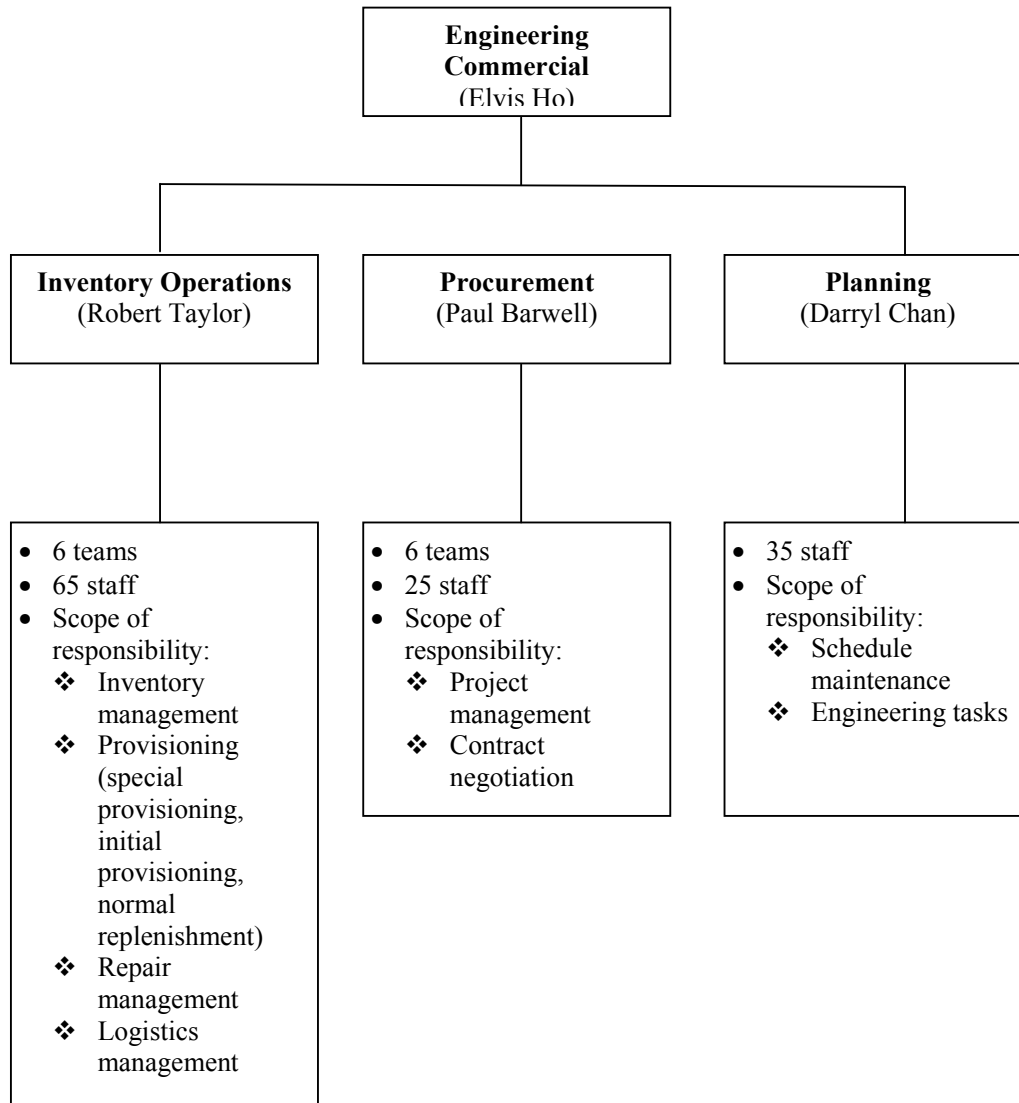 Engineering
Commercial
(Elvis Ho)
Inventory Operations
(Robert Taylor)
Procurement
(Paul Barwell)
Planning
(Darryl Chan)
• 6 teams
• 65 staff
• Scope of
responsibility:
❖ Inventory
management
❖ Provisioning
(special
provisioning,
initial
provisioning,
normal
replenishment)
❖ Repair
management
❖ Logistics
management
• 6 teams
• 25 staff
• Scope of
responsibility:
❖ Project
management
❖ Contract
negotiation
• 35 staff
• Scope of
responsibility:
❖ Schedule
maintenance
❖ Engineering tasks